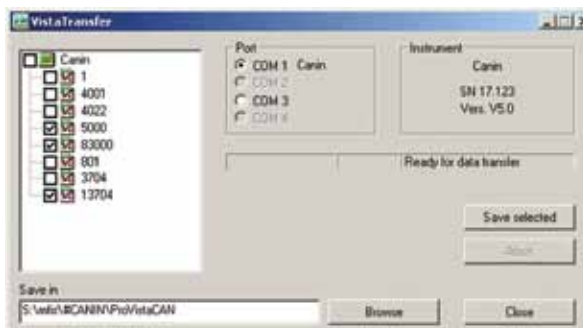 VistaTransfer
Canin
1
4001
4022
5000
83000
801
3704
13704
Port
COM 1 Canin
COM 2
COM 3
COM 4
Instrument
Canin
SN 17.123
Vers. V5.0
Ready for data transfer
Save selected
Save in
Browse
Close